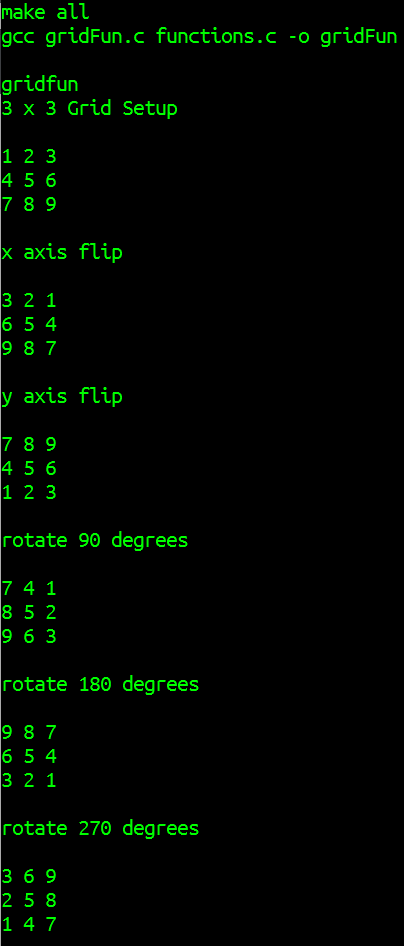 make all
gcc gridFun.c functions.c -o gridFun
gridfun
3 x 3 Grid Setup
1 2 3
4 5 6
7 8 9
x axis flip
3 2 1
6 5 4
9 8 7
y axis flip
7 8 9
4 5 6
1 2 3
rotate 90 degrees
7 4 1
8 5 2
9 6 3
rotate 180 degrees
9 8 7
6 5 4
3 2 1
rotate 270 degrees
3 6 9
2 5 8
1 4 7